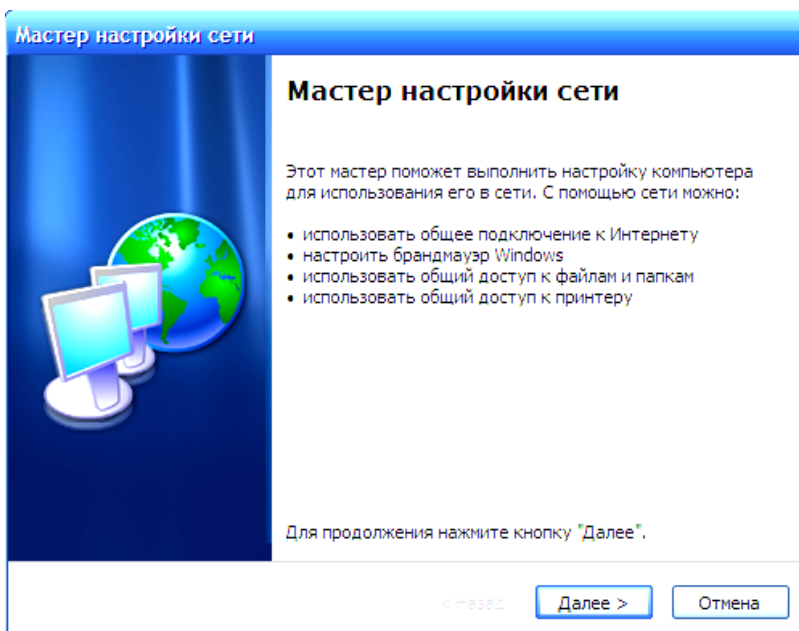 Мастер настройки сети
Мастер настройки сети
Этот мастер поможет выполнить настройку компьютера
для использования его в сети. С помощью сети можно:
• использовать общее подключение к Интернету
• настроить брандмауэр Windows
• использовать общий доступ к файлам и папкам
• использовать общий доступ к принтеру
Для продолжения нажмите кнопку "Далее".
< Назад Далее > Отмена